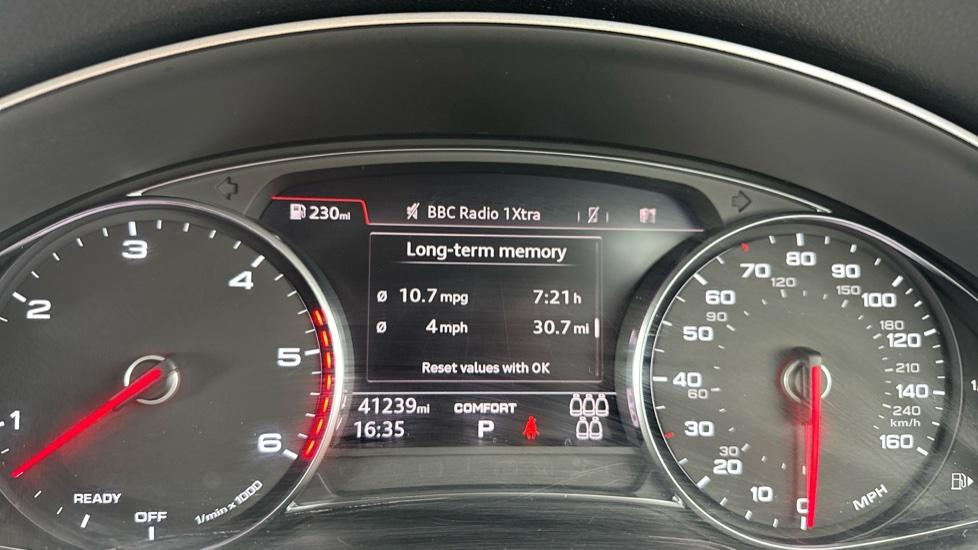 230mi BBC Radio 1Xtra
Long-term memory
Ø 10.7 mpg 7:21 h
Ø 4 mph 30.7 mi
Reset values with OK
41239 mi COMFORT
16:35 P
1
2
3
4
5
6
READY
OFF
1/min x 1000
0
10
20
30
40
50
60
70
80
90
100
120
140
160
MPH
30
60
90
120
150
180
210
240
km/h